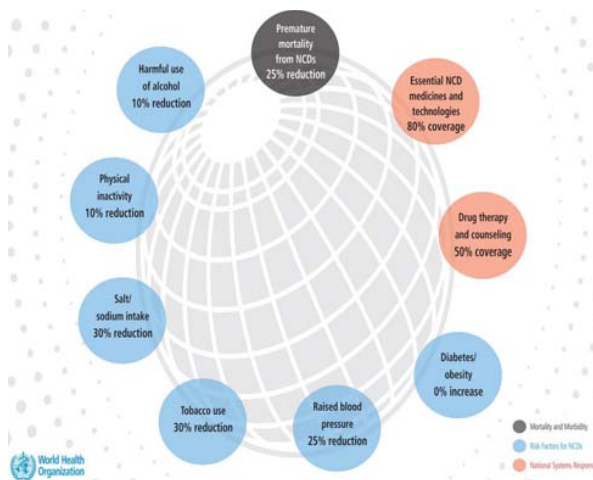 Premature
mortality
from NCDs
25% reduction
Essential NCD
medicines and
technologies
80% coverage
Drug therapy
and counseling
50% coverage
Diabetes/
obesity
0% increase
Raised blood
pressure
25% reduction
Tobacco use
30% reduction
Salt/
sodium intake
30% reduction
Physical
inactivity
10% reduction
Harmful use
of alcohol
10% reduction
Mortality and Morbidity
Risk Factors for NCDs
National Systems Respon
World Health
Organization